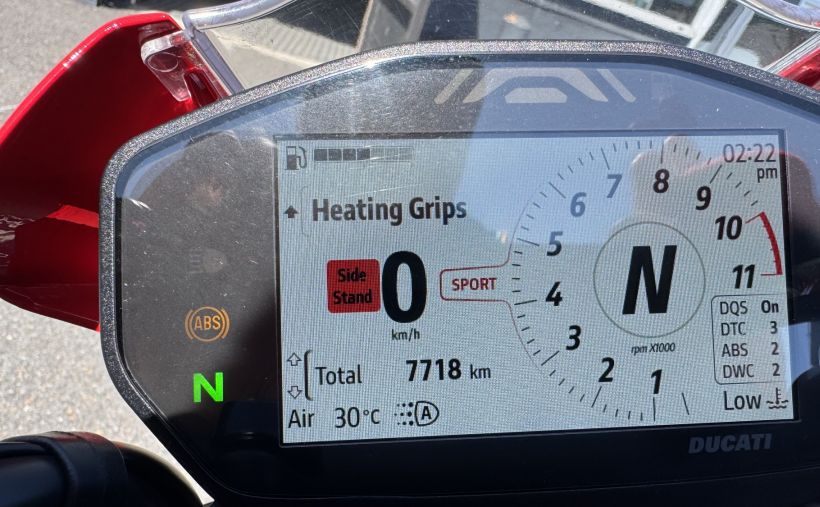 02:22
pm
Heating Grips
Side
Stand
0
km/h
SPORT
N
1
2
3
4
5
6
7
8
9
10
11
rpm X1000
DQS On
DTC 3
ABS 2
DWC 2
ABS
N
Total 7718 km
Air 30°C A
Low
DUCATI